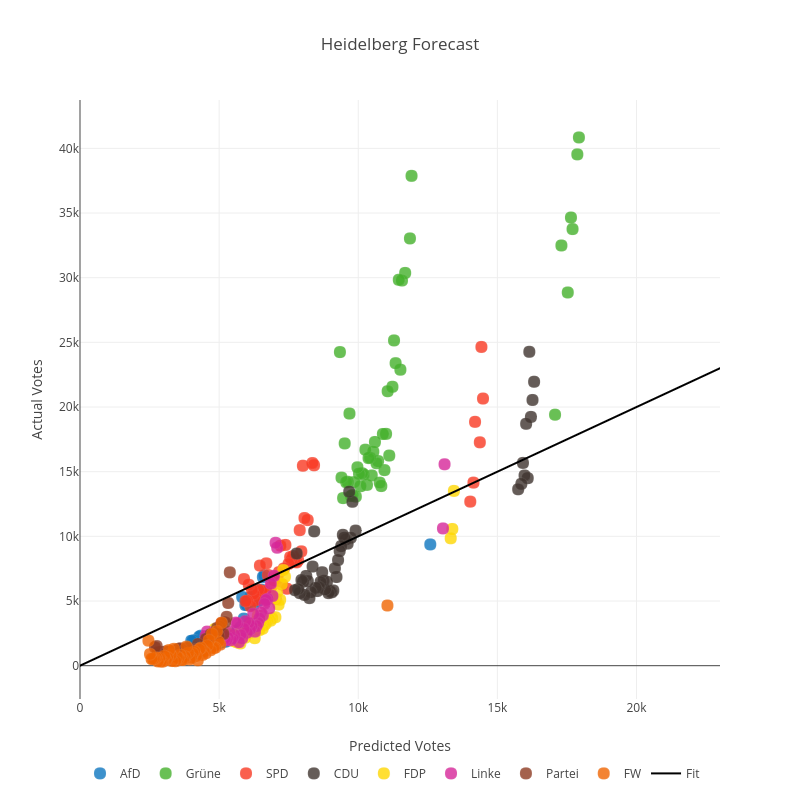 Heidelberg Forecast
Actual Votes
40k
35k
30k
25k
20k
15k
10k
5k
0
0 5k 10k 15k 20k
Predicted Votes
AfD Grüne SPD CDU FDP Linke Partei FW Fit